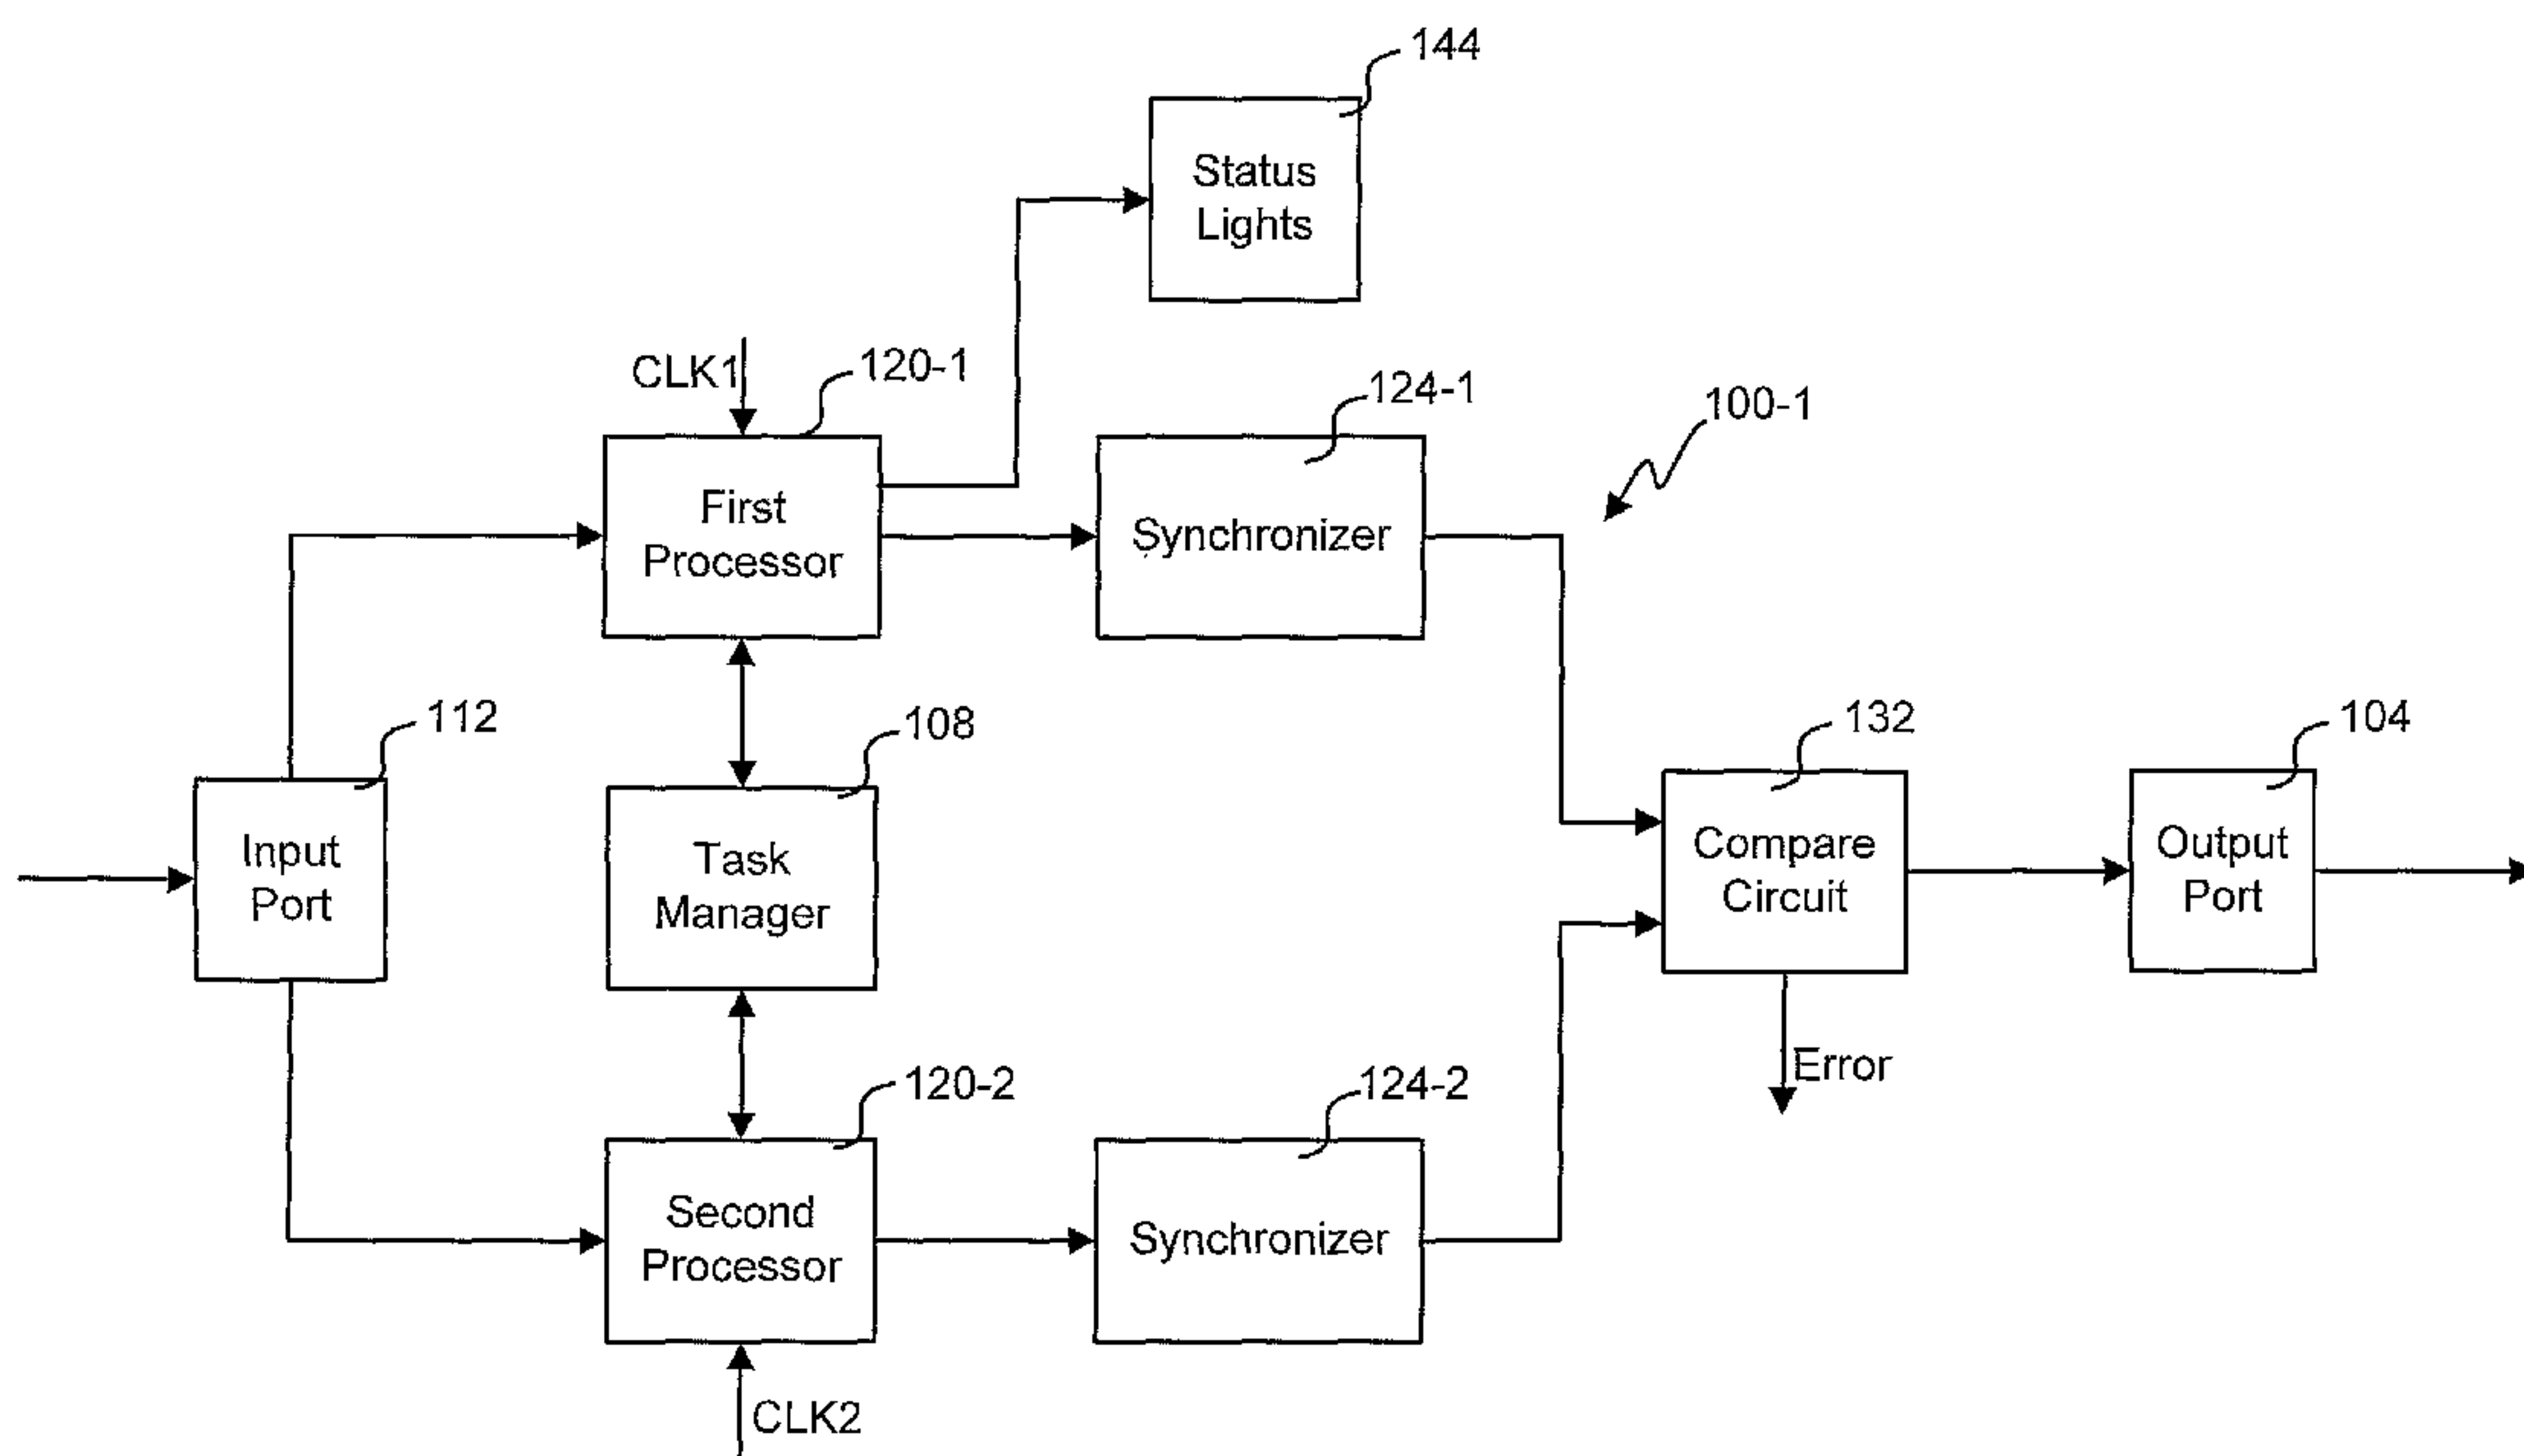 144
Status
Lights
CLK1
120-1
124-1
100-1
First
Processor
Synchronizer
112
108
132
104
Input
Port
Task
Manager
Compare
Circuit
Output
Port
Error
120-2
124-2
Second
Processor
Synchronizer
CLK2